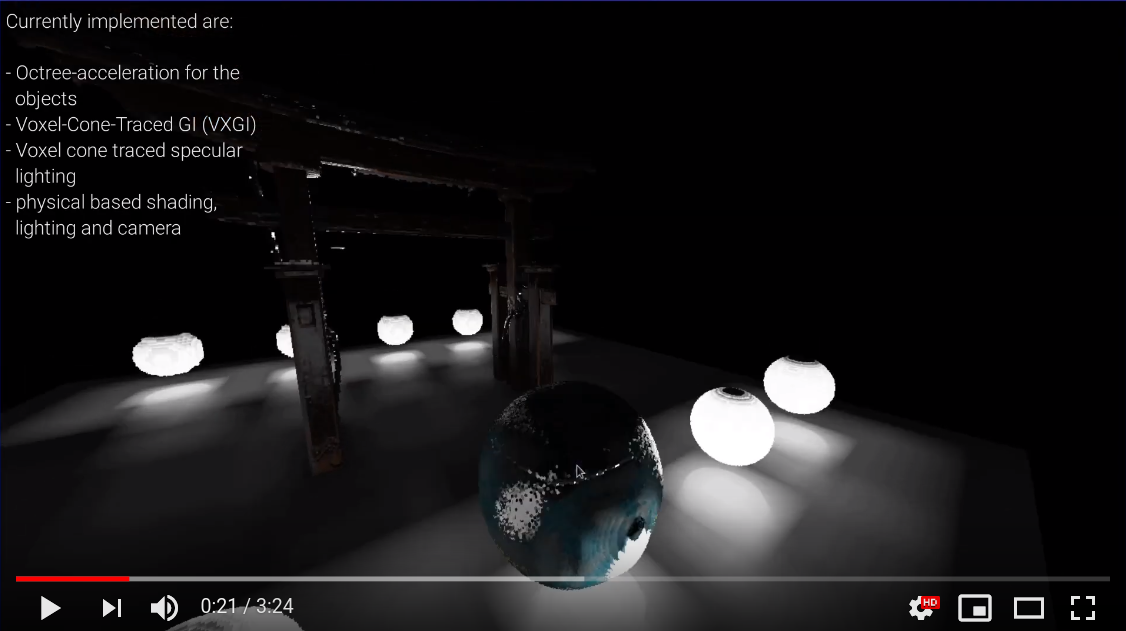 Currently implemented are:
- Octree-acceleration for the
objects
- Voxel-Cone-Traced GI (VXGI)
- Voxel cone traced specular
lighting
- physical based shading,
lighting and camera
0:21 / 3:24
HD